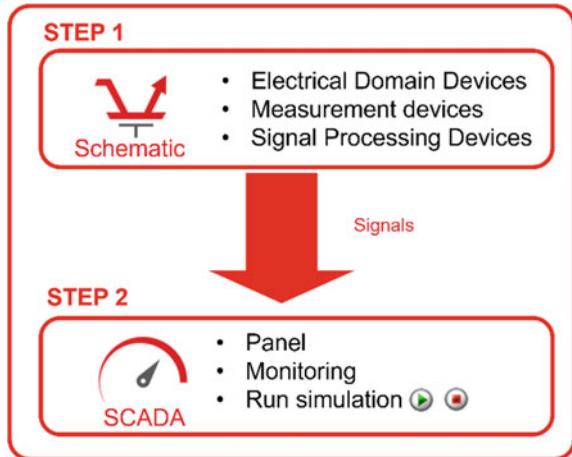 STEP 1
• Electrical Domain Devices
• Measurement devices
• Signal Processing Devices
Schematic
Signals
STEP 2
• Panel
• Monitoring
• Run simulation
SCADA